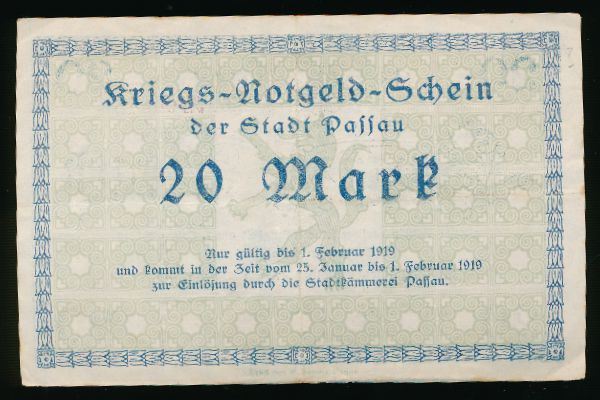 Kriegs-Notgeld-Schein
der Stadt Passau
20 Mark
Nur gültig bis 1. Februar 1919
und kommt in der Zeit vom 25. Januar bis 1. Februar 1919
zur Einlösung durch die Stadtkämmerei Passau.